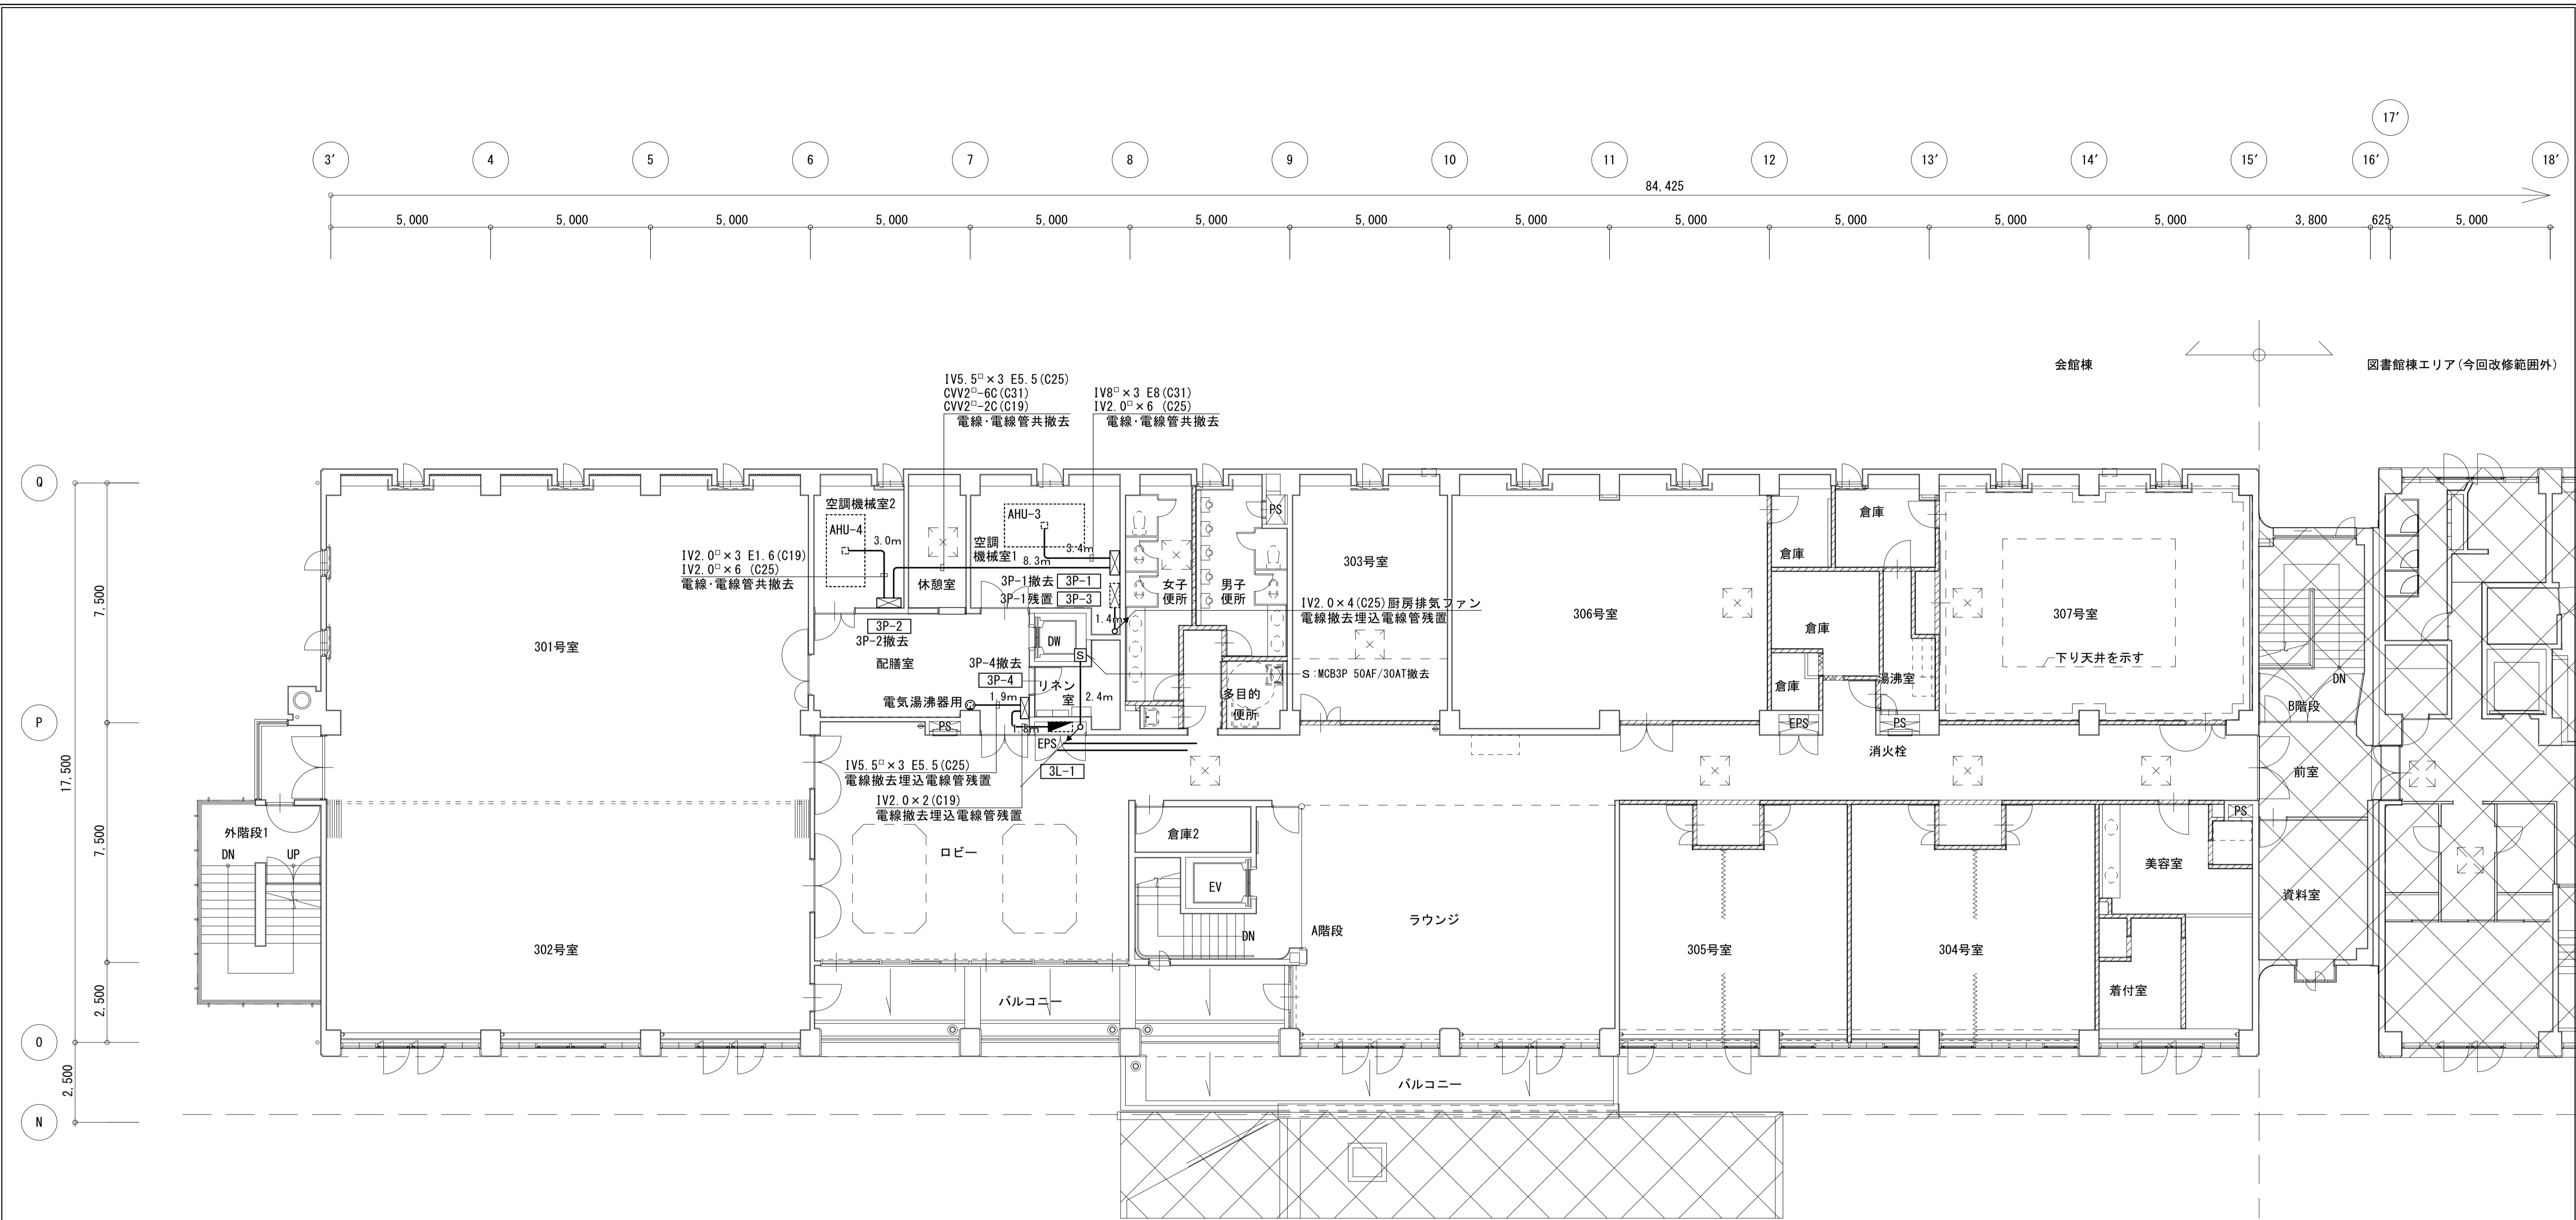 17′
3′
4
5
6
7
8
9
10
11
12
13′
14′
15′
16′
18′
84,425
5,000
5,000
5,000
5,000
5,000
5,000
5,000
5,000
5,000
5,000
5,000
5,000
3,800
625
5,000
会館棟
図書館棟エリア(今回改修範囲外)
IV5.5□×3 E5.5(C25)
CVV2□-6C(C31)
CVV2□-2C(C19)
電線・電線管共撤去
IV8□×3 E8(C31)
IV2.0□×6 (C25)
電線・電線管共撤去
Q
P
O
N
7,500
7,500
2,500
17,500
2,500
空調機械室2
AHU-4
3.0m
IV2.0□×3 E1.6(C19)
IV2.0□×6 (C25)
電線・電線管共撤去
AHU-3
空調
機械室1
3.4m
8.3m
休憩室
3P-1撤去
3P-1
3P-1残置
3P-3
1.4m
3P-2
3P-2撤去
配膳室
DW
S
3P-4撤去
3P-4
リネン
室
2.4m
電気湯沸器用
1.9m
1.8m
PS
EPS
3L-1
IV5.5□×3 E5.5(C25)
電線撤去埋込電線管残置
IV2.0×2(C19)
電線撤去埋込電線管残置
女子
便所
男子
便所
PS
多目的
便所
IV2.0×4(C25)厨房排気ファン
電線撤去埋込電線管残置
S:MCB3P 50AF/30AT撤去
301号室
302号室
303号室
306号室
倉庫
倉庫
倉庫
倉庫
湯沸室
EPS
PS
消火栓
307号室
下り天井を示す
B階段
DN
前室
外階段1
DN
UP
ロビー
倉庫2
EV
DN
A階段
ラウンジ
305号室
304号室
美容室
PS
着付室
資料室
バルコニー
バルコニー